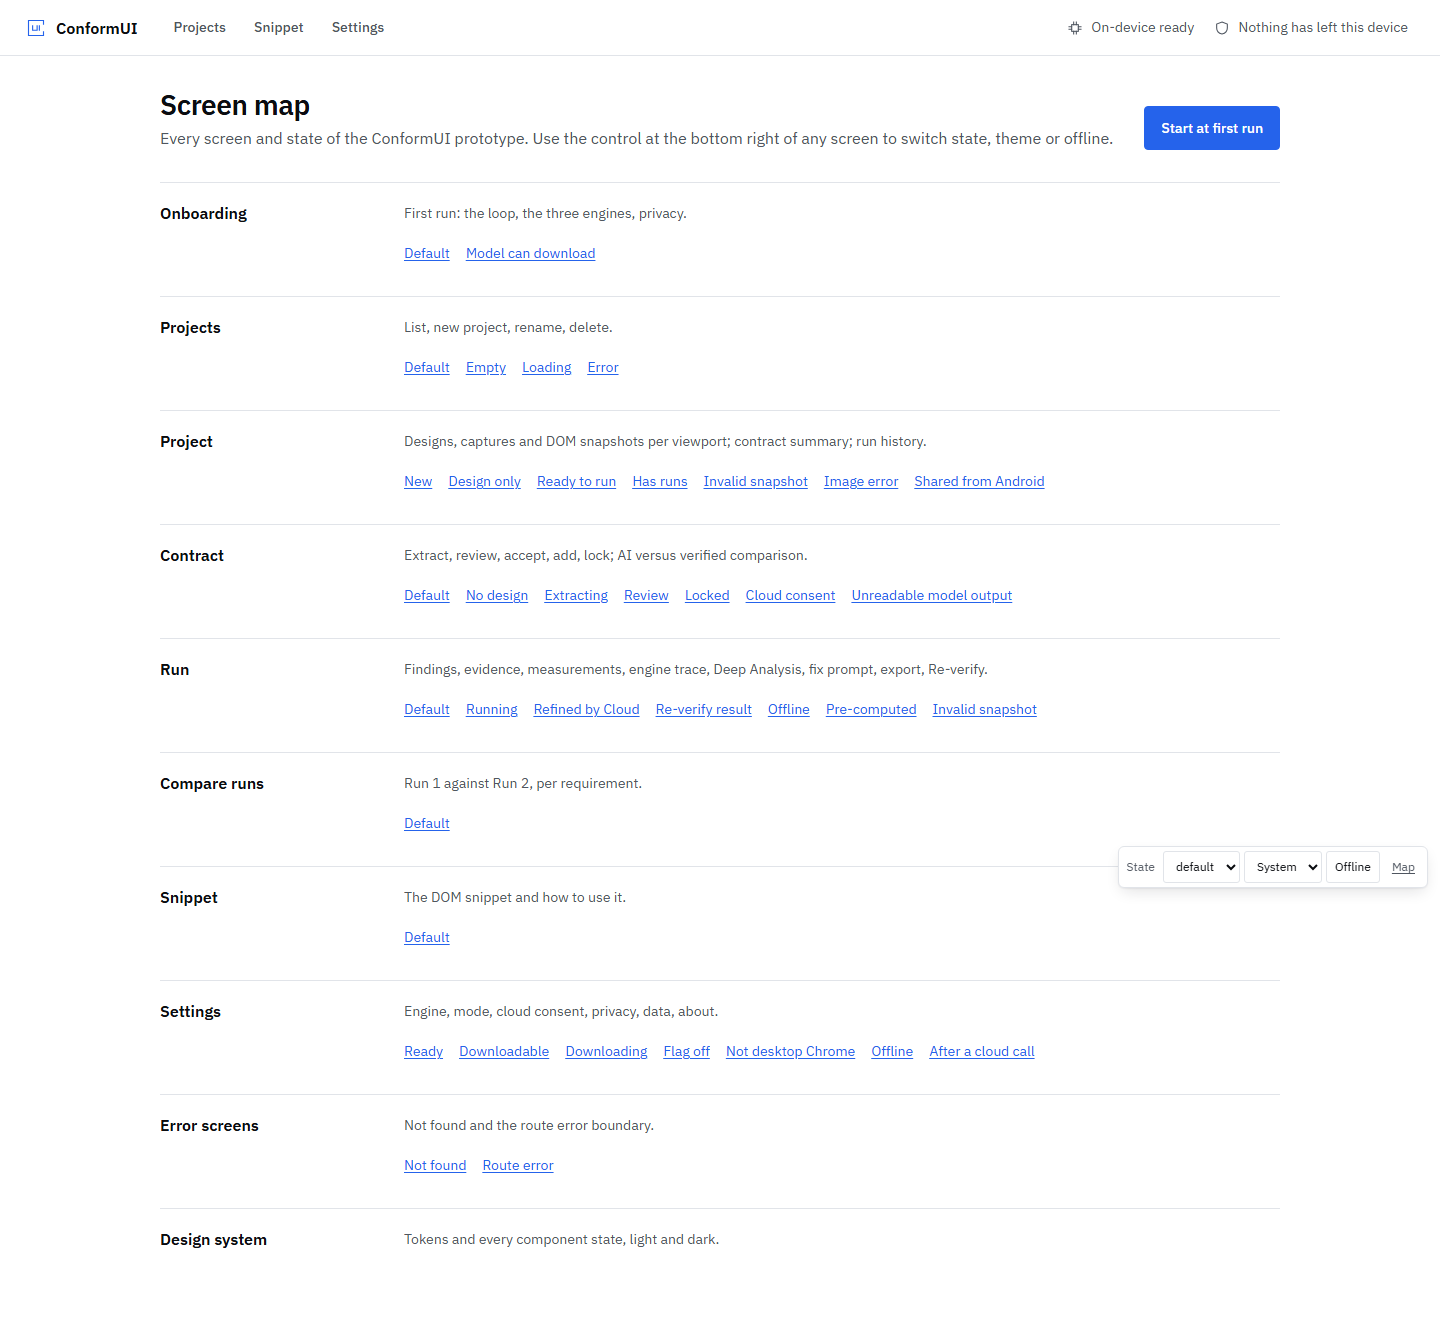 UI ConformUI Projects Snippet Settings On-device ready Nothing has left this device
Screen map
Every screen and state of the ConformUI prototype. Use the control at the bottom right of any screen to switch state, theme or offline.
Start at first run
Onboarding
First run: the loop, the three engines, privacy.
Default Model can download
Projects
List, new project, rename, delete.
Default Empty Loading Error
Project
Designs, captures and DOM snapshots per viewport; contract summary; run history.
New Design only Ready to run Has runs Invalid snapshot Image error Shared from Android
Contract
Extract, review, accept, add, lock; AI versus verified comparison.
Default No design Extracting Review Locked Cloud consent Unreadable model output
Run
Findings, evidence, measurements, engine trace, Deep Analysis, fix prompt, export, Re-verify.
Default Running Refined by Cloud Re-verify result Offline Pre-computed Invalid snapshot
Compare runs
Run 1 against Run 2, per requirement.
Default
State default System Offline Map
Snippet
The DOM snippet and how to use it.
Default
Settings
Engine, mode, cloud consent, privacy, data, about.
Ready Downloadable Downloading Flag off Not desktop Chrome Offline After a cloud call
Error screens
Not found and the route error boundary.
Not found Route error
Design system
Tokens and every component state, light and dark.